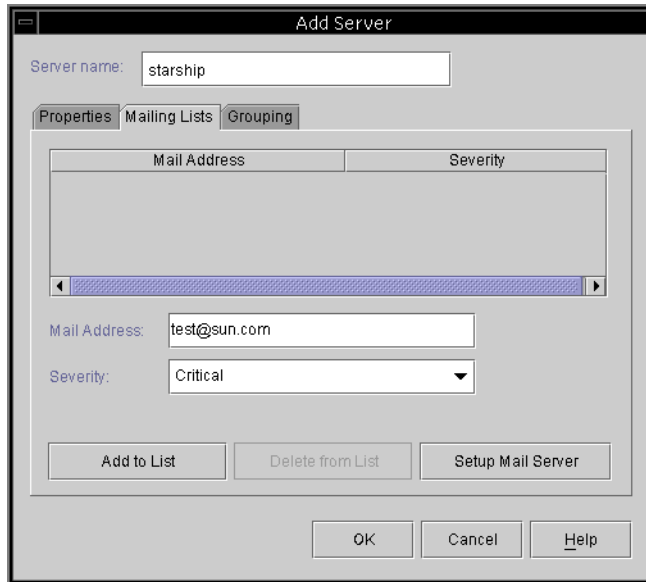 Add Server
Server name: starship
Properties Mailing Lists Grouping
Mail Address Severity
Mail Address: test@sun.com
Severity: Critical
Add to List Delete from List Setup Mail Server
OK Cancel Help